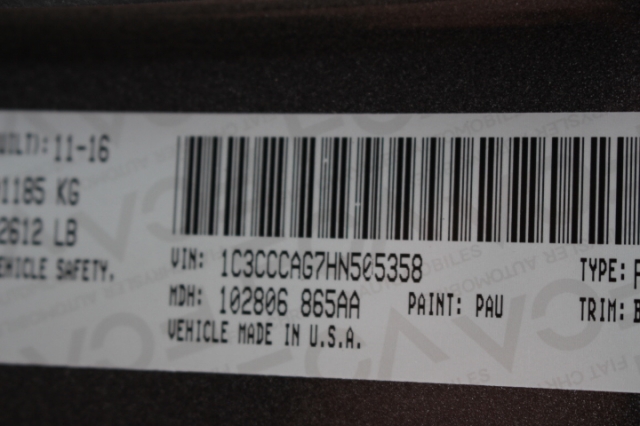 VOLT): 11-16
1185 KG
2612 LB
EHICLE SAFETY.
VIN: 1C3CCCAG7HN505358
TYPE:
MDH: 102806 865AA PAINT: PAU
TRIM:
VEHICLE MADE IN U.S.A.